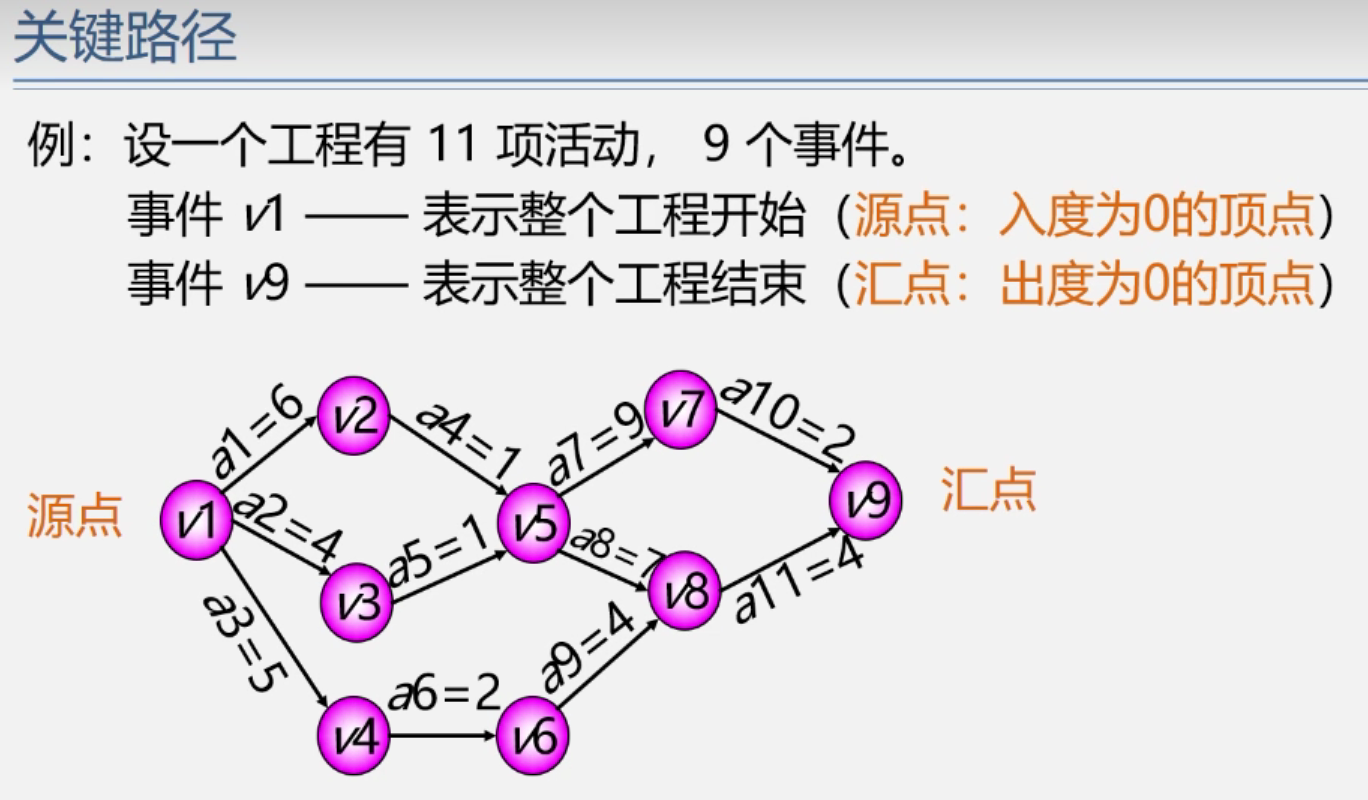 关键路径
例：设一个工程有 11 项活动， 9 个事件。
事件 v1 —— 表示整个工程开始（源点：入度为0的顶点）
事件 v9 —— 表示整个工程结束（汇点：出度为0的顶点）
a1=6
v2
a4=1
a7=9
v7
a10=2
源点
v1
a2=4
v3
a5=1
v5
a8=7
v8
a11=4
v9
汇点
a3=5
v4
a6=2
v6
a9=4